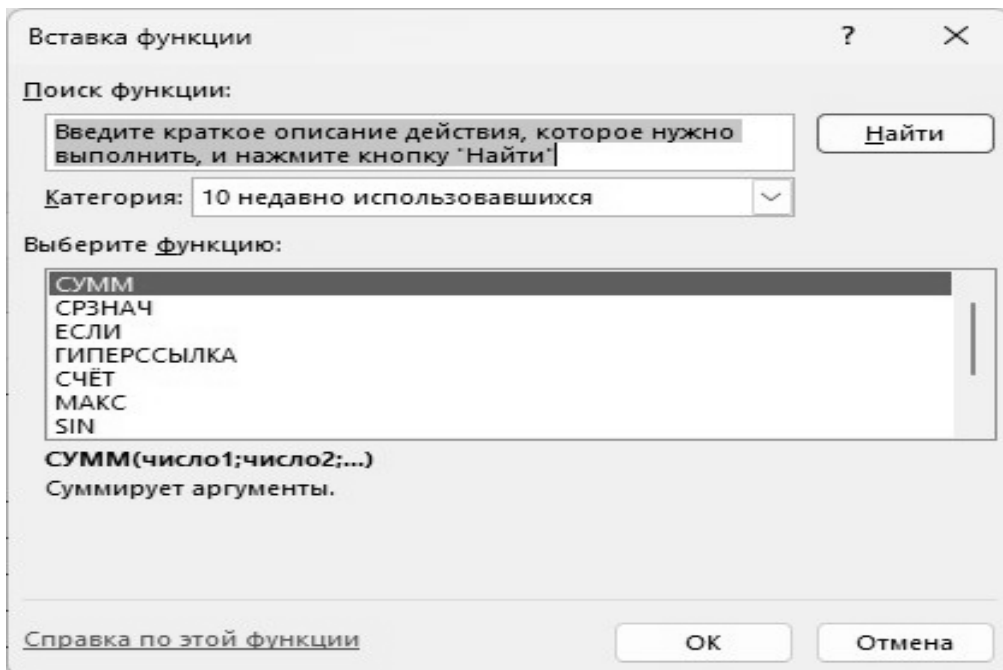 Вставка функции ?
Поиск функции:
Введите краткое описание действия, которое нужно
выполнить, и нажмите кнопку "Найти"
Найти
Категория: 10 недавно использовавшихся
Выберите функцию:
СУММ
СРЗНАЧ
ЕСЛИ
ГИПЕРССЫЛКА
СЧЁТ
МАКС
SIN
СУММ(число1;число2;...)
Суммирует аргументы.
Справка по этой функции
ОК
Отмена